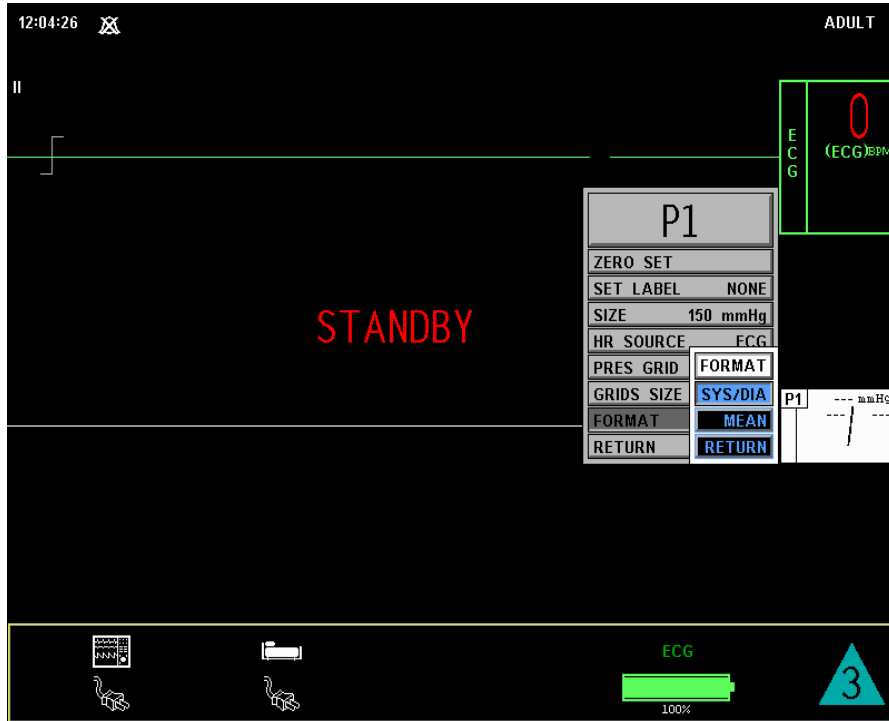 12:04:26
ADULT
II
E
C
G
0
(ECG)BPM
P1
ZERO SET
SET LABEL NONE
SIZE 150 mmHg
HR SOURCE ECG
PRES GRID
GRIDS SIZE
FORMAT
RETURN
FORMAT
SYS/DIA
MEAN
RETURN
STANDBY
P1 --- mmHg
--- / ---
ECG
100%
3